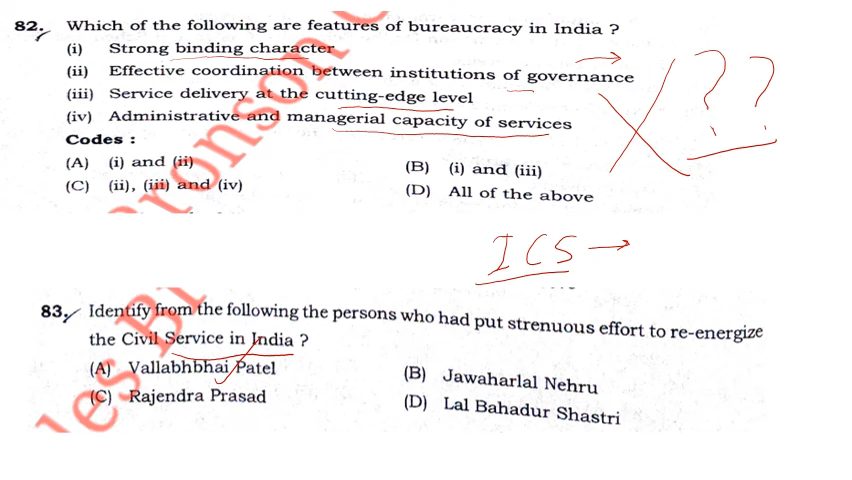 82. Which of the following are features of bureaucracy in India ?
(i) Strong binding character
(ii) Effective coordination between institutions of governance
(iii) Service delivery at the cutting-edge level
(iv) Administrative and managerial capacity of services
? ?
Codes :
(A) (i) and (ii)
(B) (i) and (iii)
(C) (ii), (iii) and (iv)
(D) All of the above
ICS →
83. Identify from the following the persons who had put strenuous effort to re-energize
the Civil Service in India ?
(A) Vallabhbhai Patel
(B) Jawaharlal Nehru
(C) Rajendra Prasad
(D) Lal Bahadur Shastri